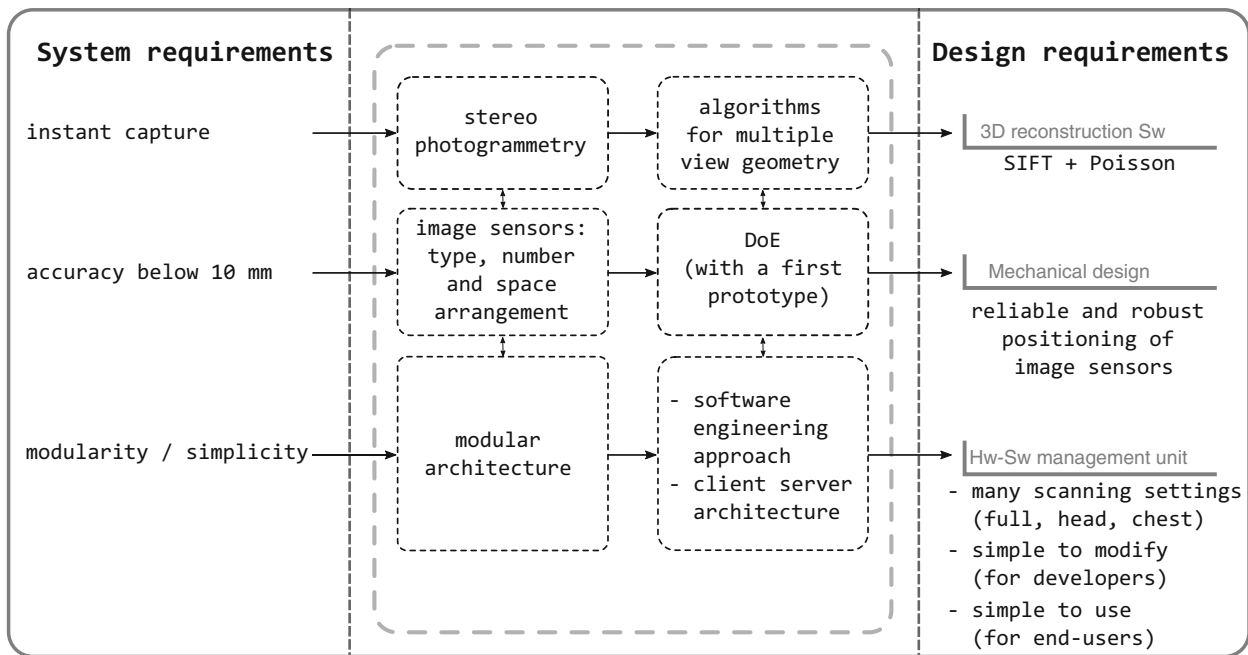 System requirements
Design requirements
instant capture
stereo
photogrammetry
algorithms
for multiple
view geometry
3D reconstruction Sw
SIFT + Poisson
accuracy below 10 mm
image sensors:
type, number
and space
arrangement
DoE
(with a first
prototype)
Mechanical design
reliable and robust
positioning of
image sensors
modularity / simplicity
modular
architecture
- software
engineering
approach
- client server
architecture
Hw-Sw management unit
- many scanning settings
(full, head, chest)
- simple to modify
(for developers)
- simple to use
(for end-users)